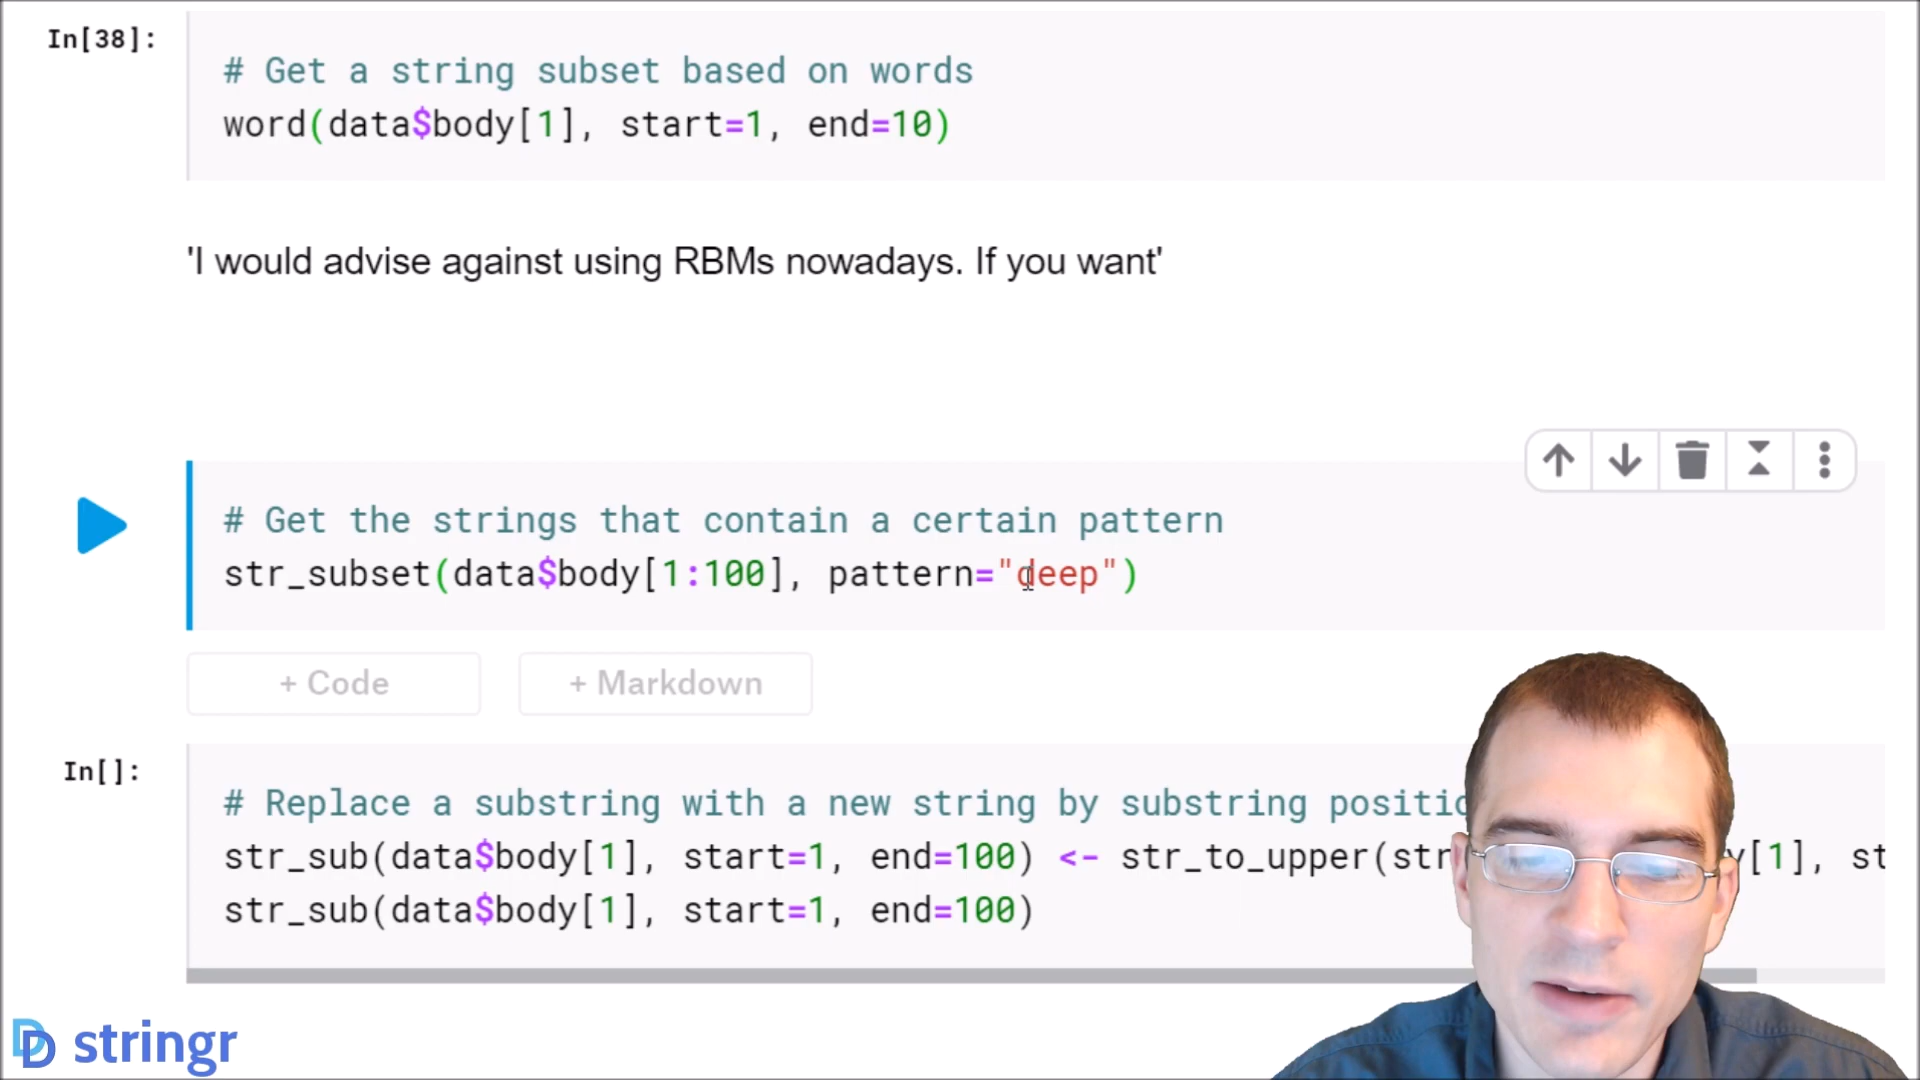 In[38]:
# Get a string subset based on words
word(data$body[1], start=1, end=10)
'I would advise against using RBMs nowadays. If you want'
# Get the strings that contain a certain pattern
str_subset(data$body[1:100], pattern="deep")
+ Code
+ Markdown
In[]:
# Replace a substring with a new string by substring
str_sub(data$body[1], start=1, end=100) <- str_to_upper( [1],
str_sub(data$body[1], start=1, end=100)
stringr